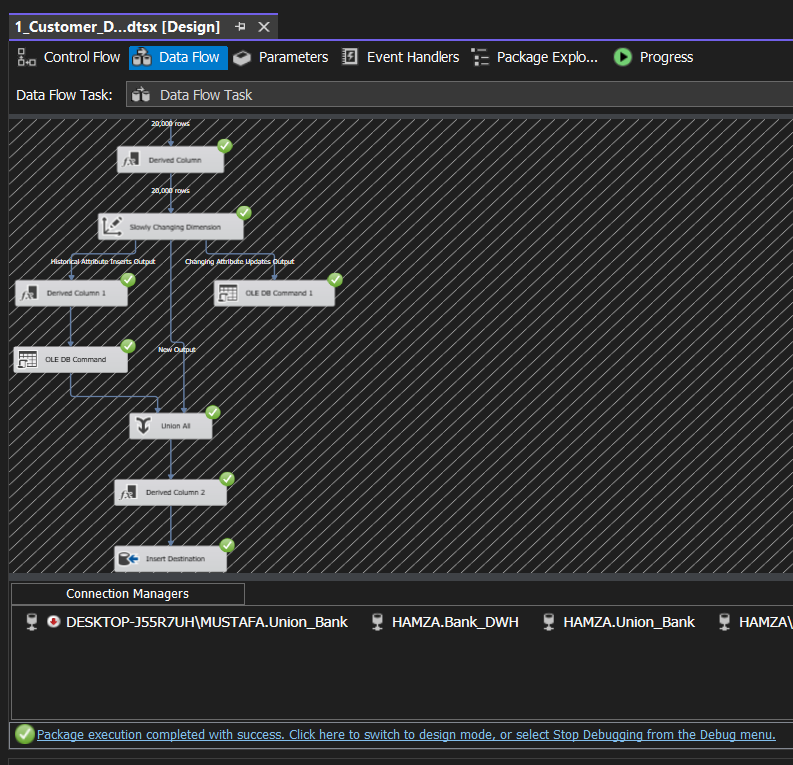 1_Customer_D...dtsx [Design]
Control Flow Data Flow Parameters Event Handlers Package Explo... Progress
Data Flow Task: Data Flow Task
20,000 rows
Derived Column
20,000 rows
Slowly Changing Dimension
Historical Attribute Inserts Output Changing Attribute Updates Output
Derived Column 1 OLE DB Command 1
New Output
OLE DB Command
Union All
Derived Column 2
Insert Destination
Connection Managers
DESKTOP-J55R7UH\MUSTAFA.Union_Bank HAMZA.Bank_DWH HAMZA.Union_Bank HAMZA\
Package execution completed with success. Click here to switch to design mode, or select Stop Debugging from the Debug menu.